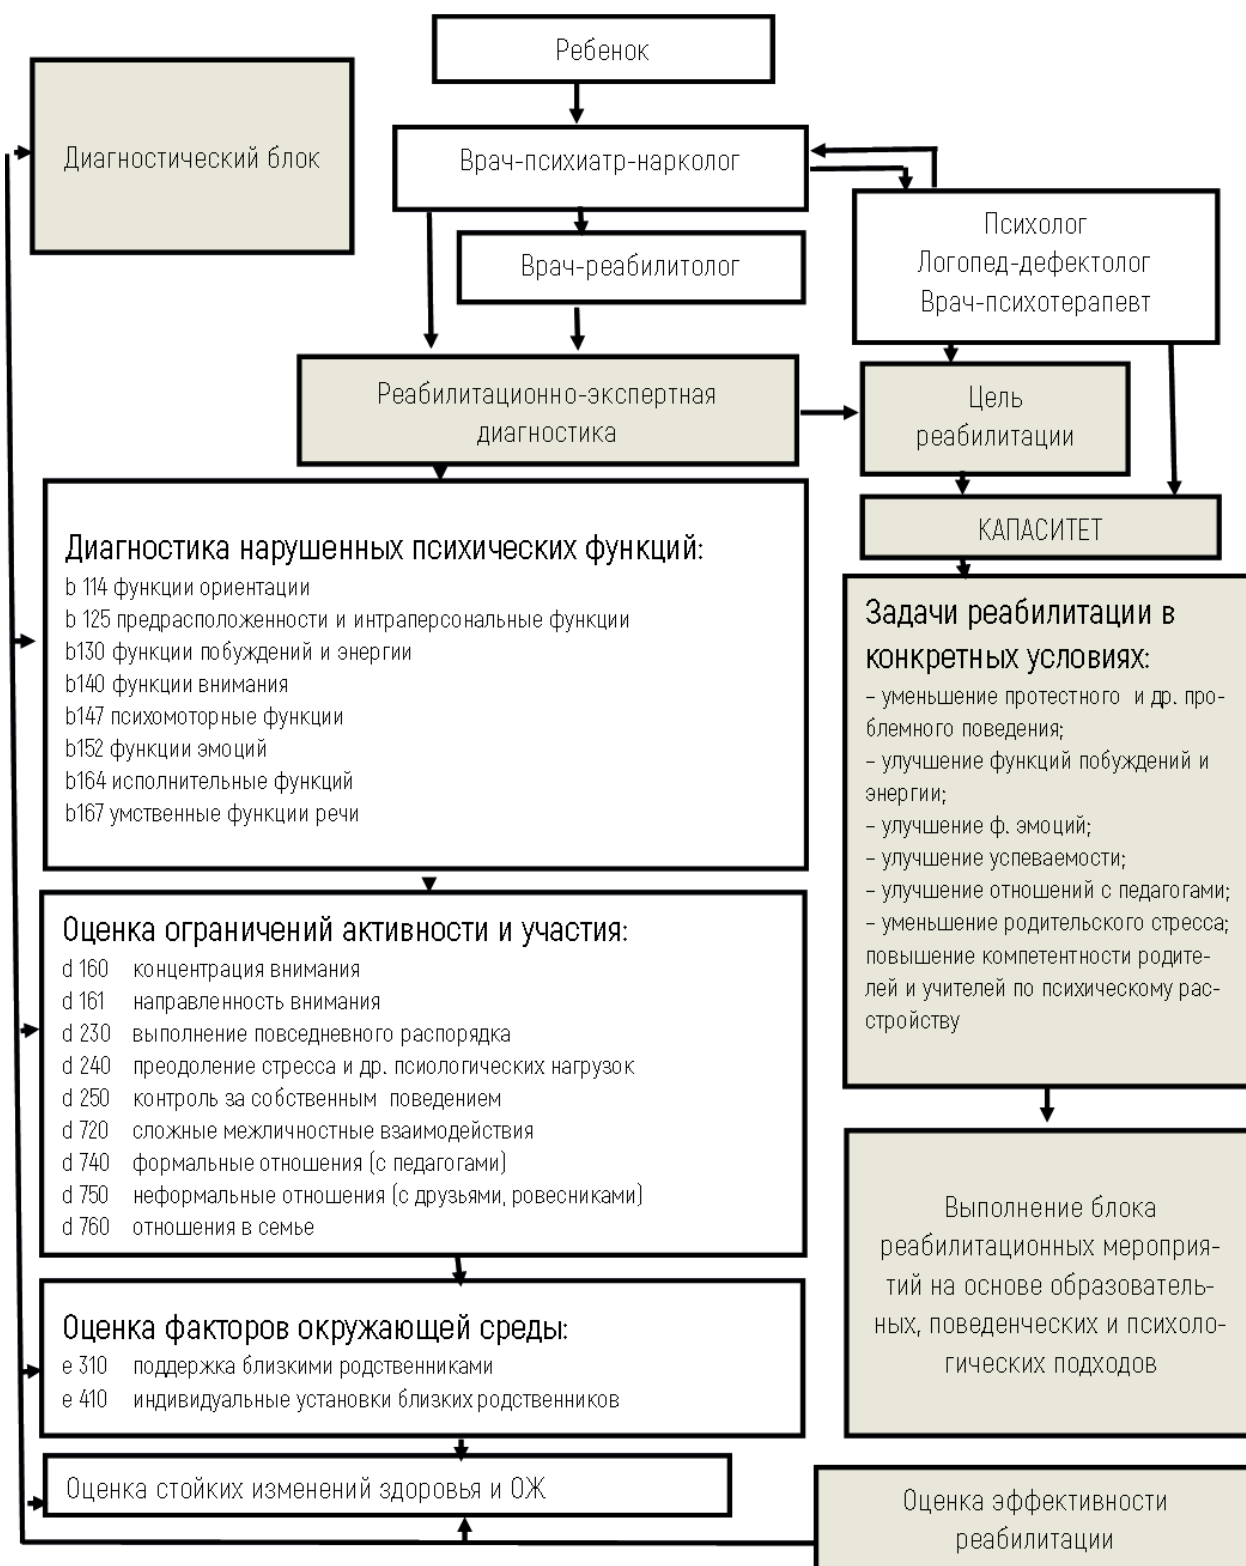 Ребенок
Диагностический блок
Врач-психиатр-нарколог
Психолог
Логопед-дефектолог
Врач-психотерапевт
Врач-реабилитолог
Реабилитационно-экспертная
диагностика
Цель
реабилитации
КАПАСИТЕТ
Диагностика нарушенных психических функций:
b 114 функции ориентации
b 125 предрасположенности и интраперсональные функции
b130 функции побуждений и энергии
b140 функции внимания
b147 психомоторные функции
b152 функции эмоций
b164 исполнительные функций
b167 умственные функции речи
Задачи реабилитации в
конкретных условиях:
– уменьшение протестного и др. про-
блемного поведения;
– улучшение функций побуждений и
энергии;
– улучшение ф. эмоций;
– улучшение успеваемости;
– улучшение отношений с педагогами;
– уменьшение родительского стресса;
повышение компетентности родите-
лей и учителей по психическому рас-
стройству
Оценка ограничений активности и участия:
d 160 концентрация внимания
d 161 направленность внимания
d 230 выполнение повседневного распорядка
d 240 преодоление стресса и др. псиологических нагрузок
d 250 контроль за собственным поведением
d 720 сложные межличностные взаимодействия
d 740 формальные отношения (с педагогами)
d 750 неформальные отношения (с друзьями, ровесниками)
d 760 отношения в семье
Выполнение блока
реабилитационных мероприя-
тий на основе образователь-
ных, поведенческих и психоло-
гических подходов
Оценка факторов окружающей среды:
e 310 поддержка близкими родственниками
e 410 индивидуальные установки близких родственников
Оценка стойких изменений здоровья и ОЖ
Оценка эффективности
реабилитации